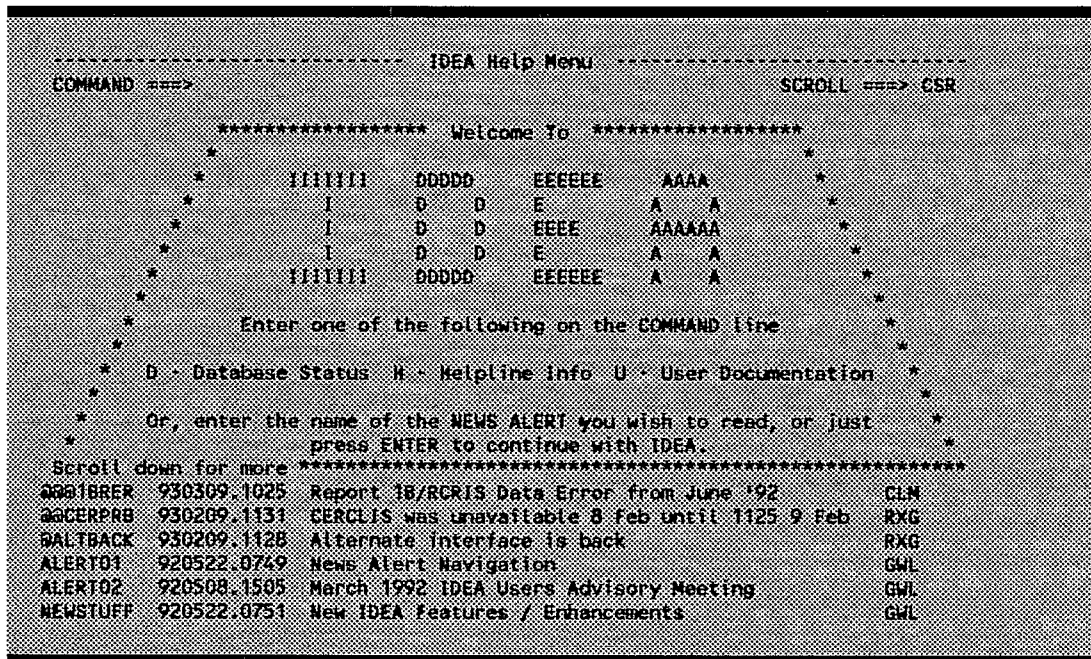 -------------------------------- IDEA Help Menu --------------------------------
COMMAND ===> SCROLL ===> CSR
****************** Welcome To ******************
* *
* IIIIIII DDDDD EEEEEE AAAA *
* I D D E A A *
* I D D EEEE AAAAAA *
* I D D E A A *
* IIIIIII DDDDD EEEEEE A A *
* *
* Enter one of the following on the COMMAND line *
* *
* D - Database Status H - Helpline Info U - User Documentation *
* *
* Or, enter the name of the NEWS ALERT you wish to read, or just *
* press ENTER to continue with IDEA. *
Scroll down for more *********************************************************
@@@1BRER 930309.1025 Report 1B/RCRIS Data Error from June '92 CLM
@@CERPRB 930209.1131 CERCLIS was unavailable 8 Feb until 1125 9 Feb RXG
@ALTBACK 930209.1128 Alternate interface is back RXG
ALERT01 920522.0749 News Alert Navigation GWL
ALERT02 920508.1505 March 1992 IDEA Users Advisory Meeting GWL
NEWSTUFF 920522.0751 New IDEA Features / Enhancements GWL